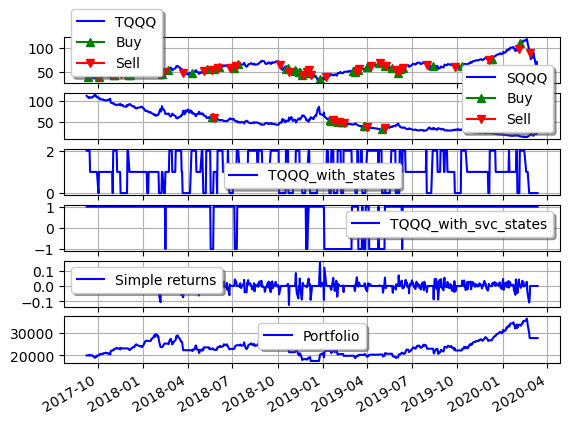 TQQQ
Buy
Sell
100
50
SQQQ
Buy
Sell
100
50
2
0
TQQQ_with_states
1
0
−1
TQQQ_with_svc_states
0.1
0.0
−0.1
Simple returns
30000
20000
Portfolio
2017-10
2018-01
2018-04
2018-07
2018-10
2019-01
2019-04
2019-07
2019-10
2020-01
2020-04